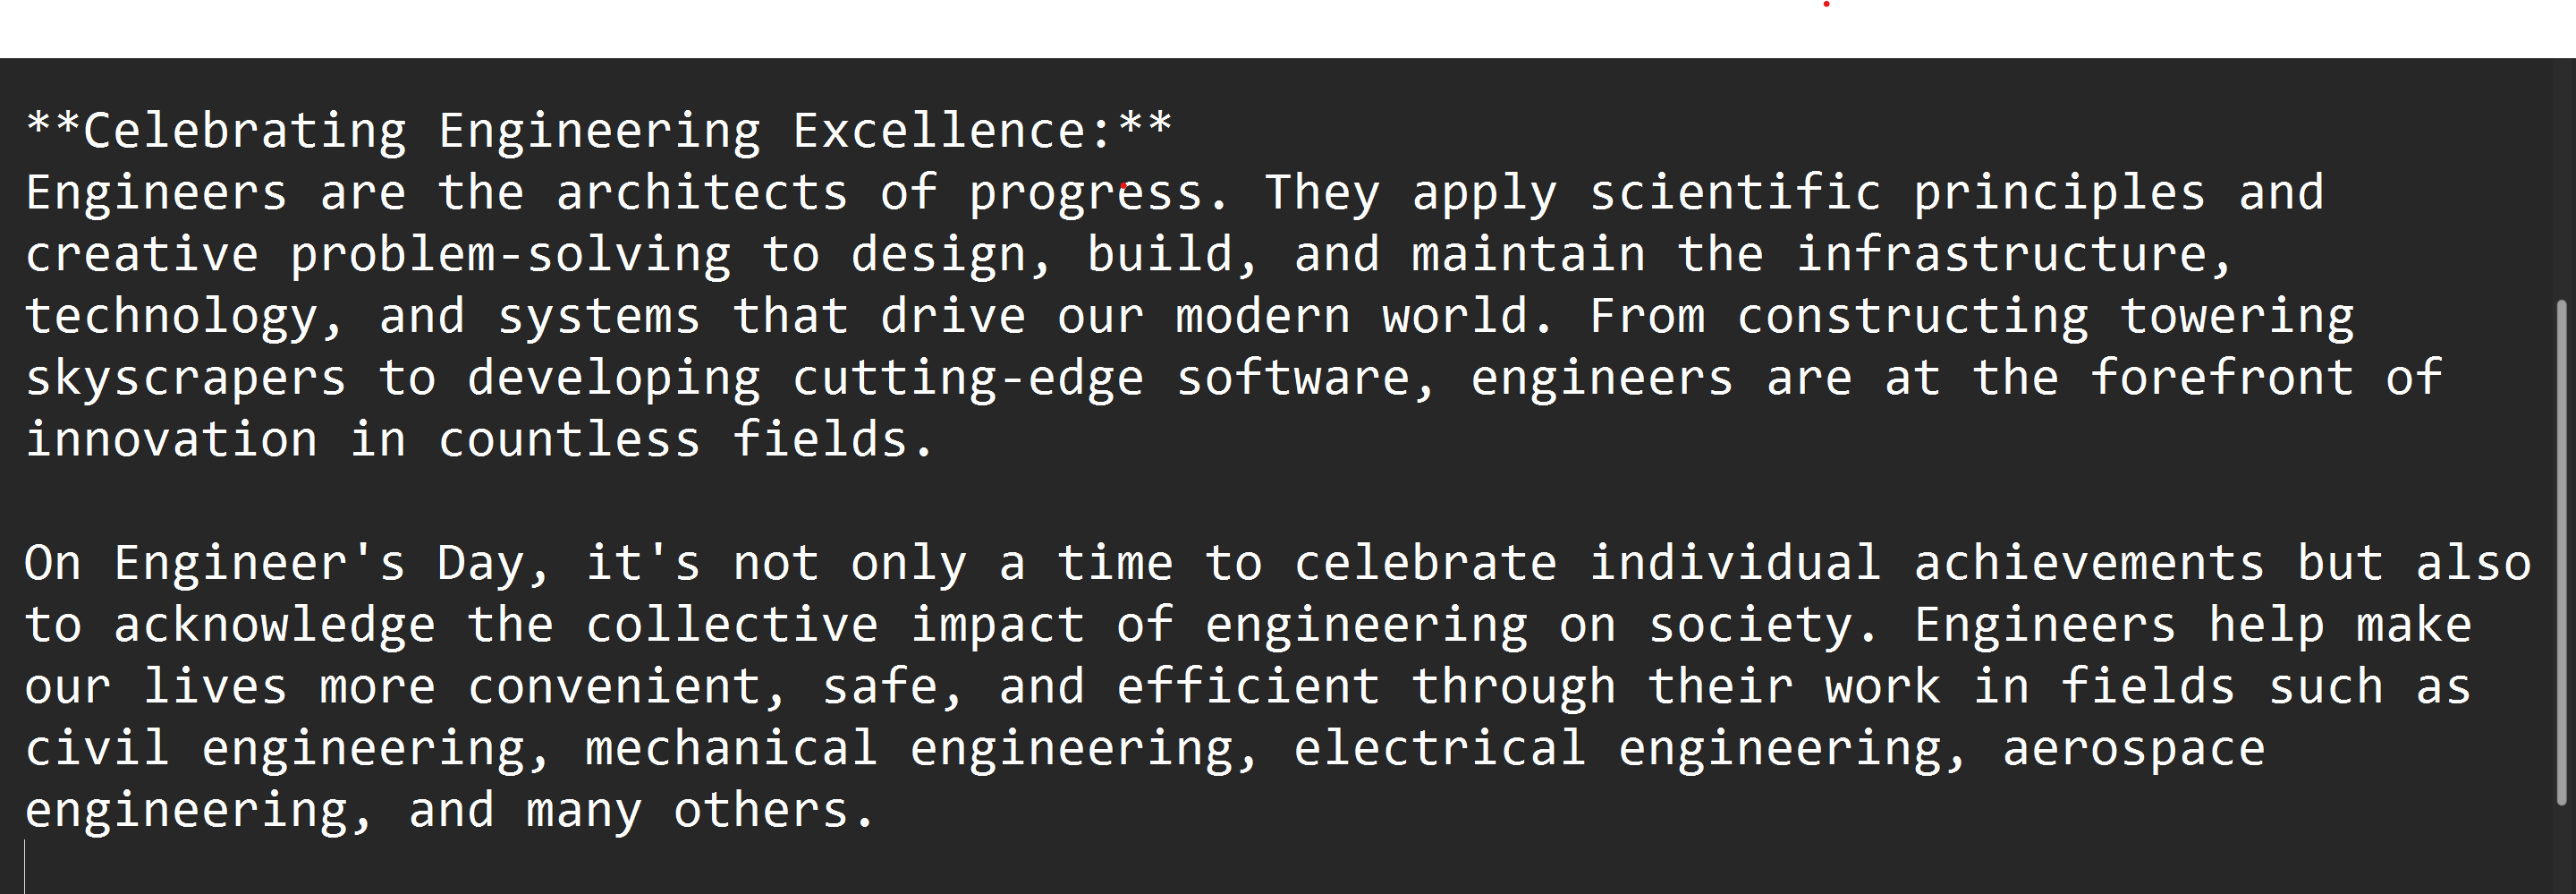 **Celebrating Engineering Excellence:**
Engineers are the architects of progress. They apply scientific principles and
creative problem-solving to design, build, and maintain the infrastructure,
technology, and systems that drive our modern world. From constructing towering
skyscrapers to developing cutting-edge software, engineers are at the forefront of
innovation in countless fields.
On Engineer's Day, it's not only a time to celebrate individual achievements but also
to acknowledge the collective impact of engineering on society. Engineers help make
our lives more convenient, safe, and efficient through their work in fields such as
civil engineering, mechanical engineering, electrical engineering, aerospace
engineering, and many others.